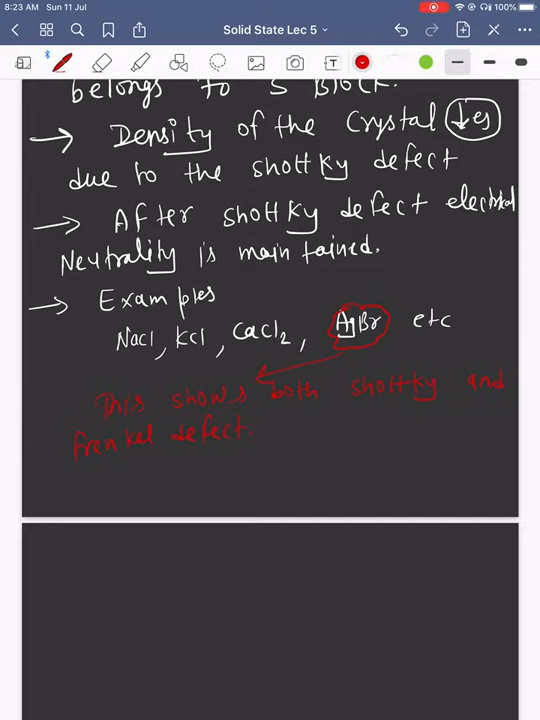 8:23 AM Sun 11 Jul 100%
Solid State Lec 5
belongs to S Block.
→ Density of the Crystal ↓es
due to the shottky defect
→ After shottky defect electrical
Neutrality is maintained.
→ Examples
NaCl, KCl, CaCl2, AgBr etc
This shows both shottky and
frenkel defect.